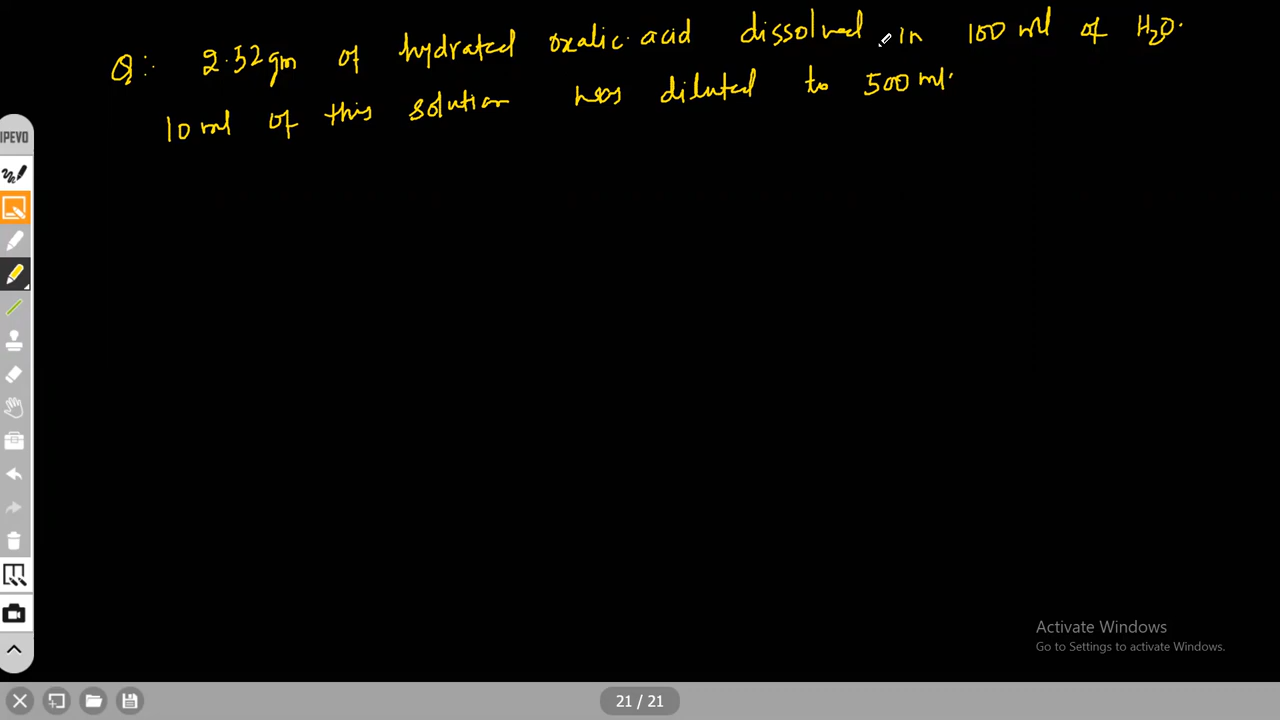 Q:- 2.52gm of hydrated oxalic acid dissolved in 100 ml of H₂O.
10 ml of this solution was diluted to 500 ml.
IPEVO
Activate Windows
Go to Settings to activate Windows.
21 / 21